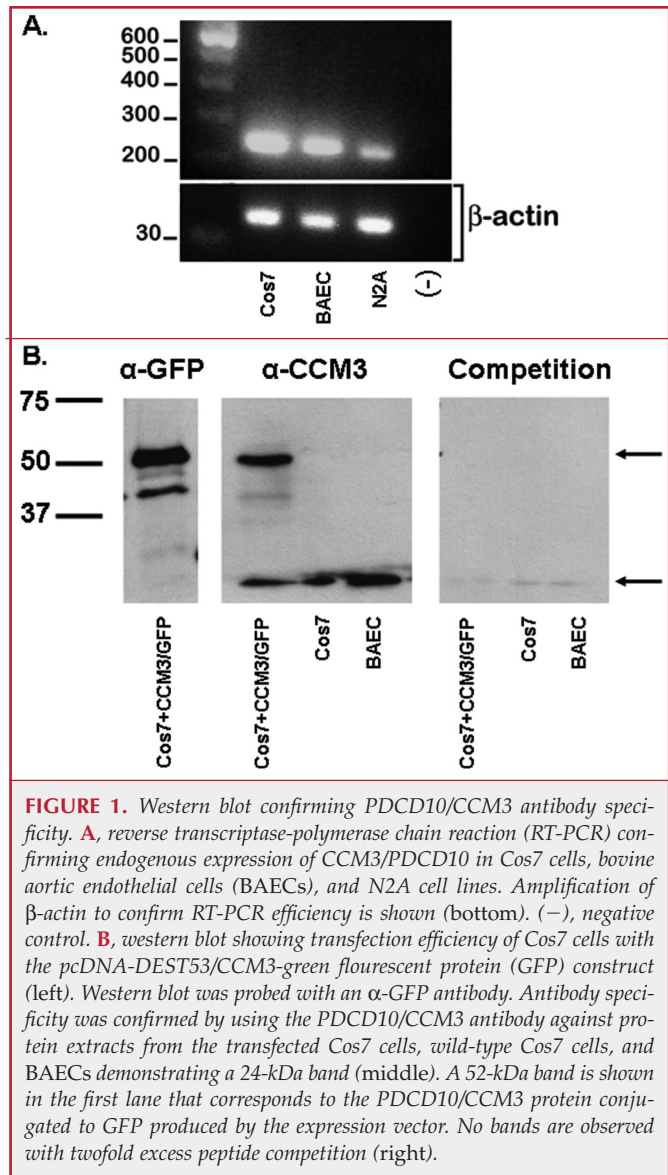 A.
600
500
400
300
200
30
β-actin
Cos7
BAEC
N2A
(-)
B.
α-GFP α-CCM3 Competition
75
50
37
Cos7+CCM3/GFP
Cos7+CCM3/GFP
Cos7
BAEC
Cos7+CCM3/GFP
Cos7
BAEC
FIGURE 1. Western blot confirming PDCD10/CCM3 antibody speci-
ficity. A, reverse transcriptase-polymerase chain reaction (RT-PCR) con-
firming endogenous expression of CCM3/PDCD10 in Cos7 cells, bovine
aortic endothelial cells (BAECs), and N2A cell lines. Amplification of
β-actin to confirm RT-PCR efficiency is shown (bottom). (−), negative
control. B, western blot showing transfection efficiency of Cos7 cells with
the pcDNA-DEST53/CCM3-green flourescent protein (GFP) construct
(left). Western blot was probed with an α-GFP antibody. Antibody speci-
ficity was confirmed by using the PDCD10/CCM3 antibody against pro-
tein extracts from the transfected Cos7 cells, wild-type Cos7 cells, and
BAECs demonstrating a 24-kDa band (middle). A 52-kDa band is shown
in the first lane that corresponds to the PDCD10/CCM3 protein conju-
gated to GFP produced by the expression vector. No bands are observed
with twofold excess peptide competition (right).